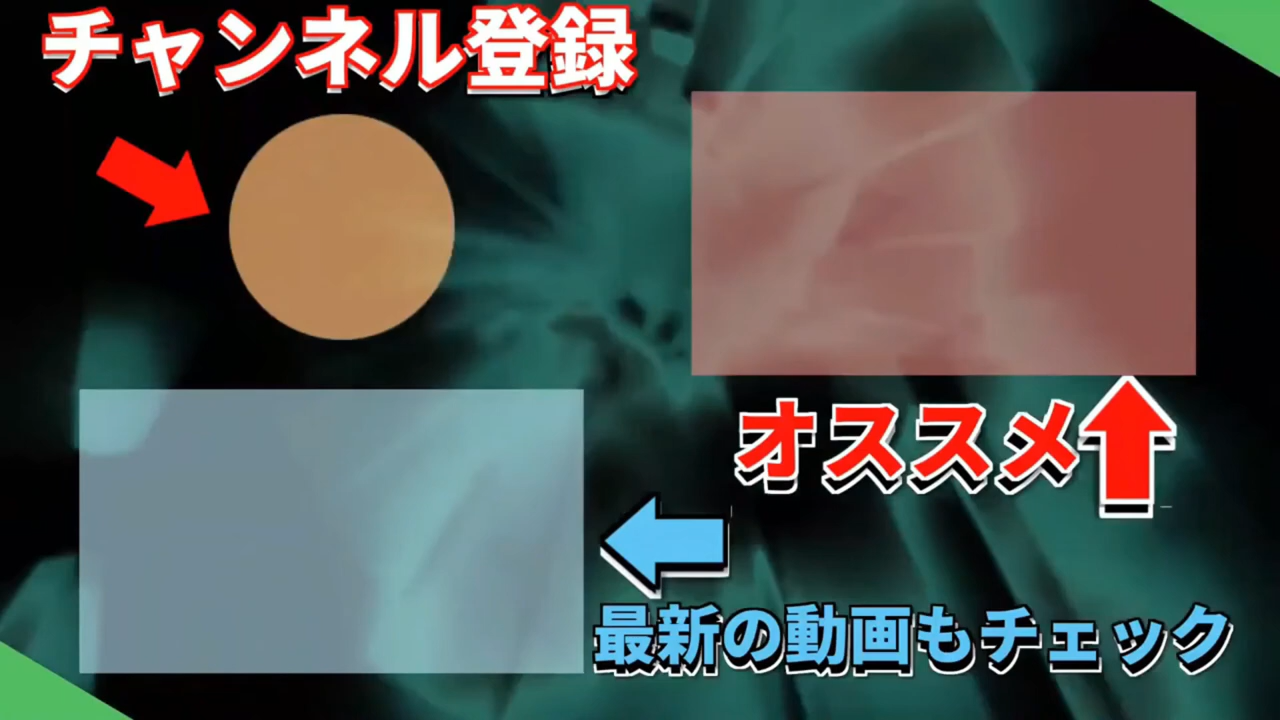 チャンネル登録
オススメ
最新の動画もチェック